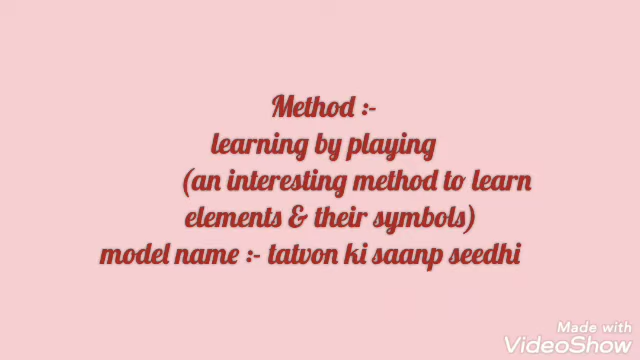 Method :-
learning by playing
(an interesting method to learn
elements & their symbols)
model name :- tatvon ki saanp seedhi
Made with
VideoShow